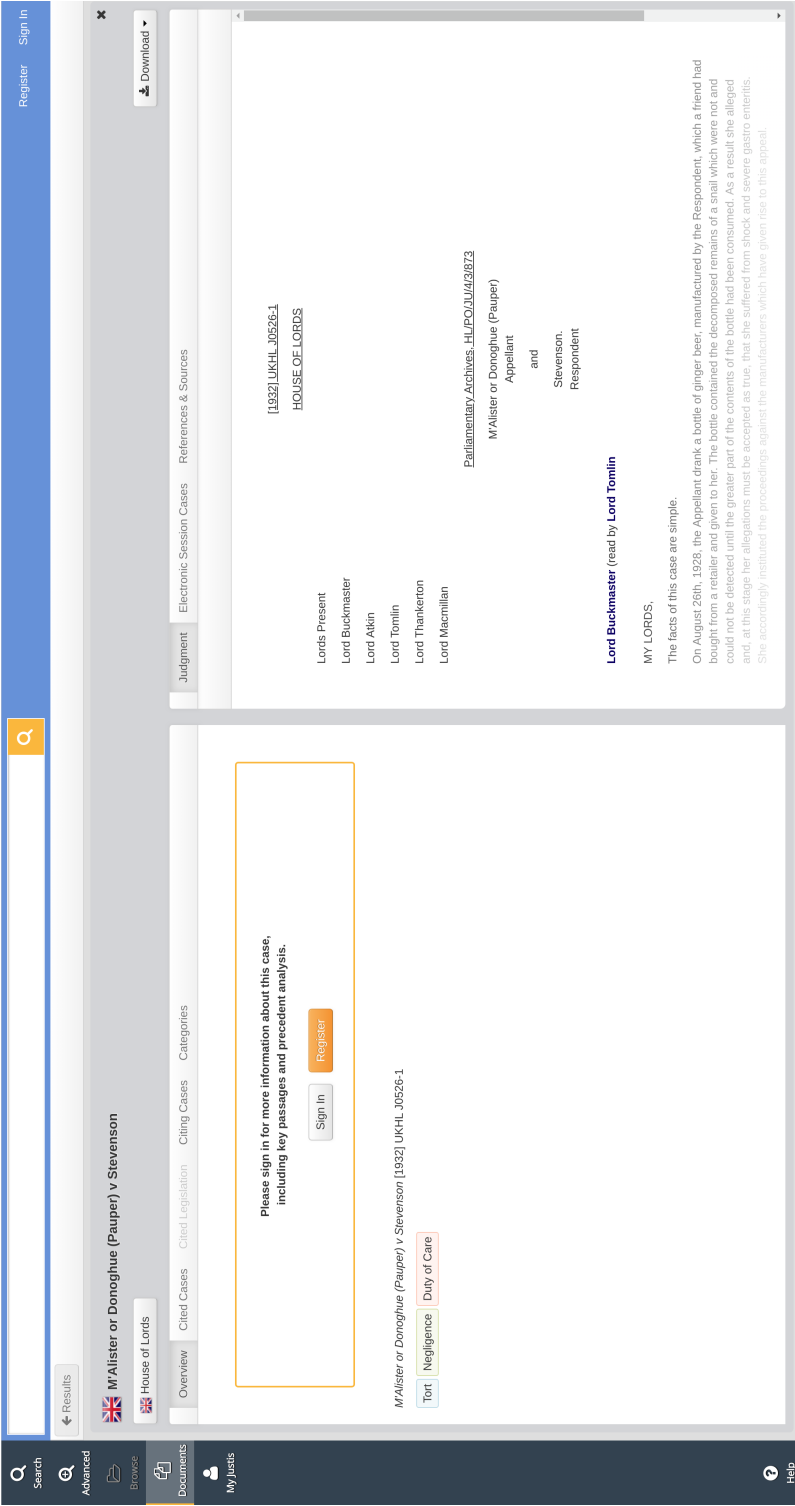 Register Sign In
Search
Advanced
Browse
Documents
My Justis
Help
Results
M'Alister or Donoghue (Pauper) v Stevenson
House of Lords
Download
Overview Cited Cases Cited Legislation Citing Cases Categories
Please sign in for more information about this case,
including key passages and precedent analysis.
Sign In Register
M'Alister or Donoghue (Pauper) v Stevenson [1932] UKHL J0526-1
Tort Negligence Duty of Care
Judgment Electronic Session Cases References & Sources
[1932] UKHL J0526-1
HOUSE OF LORDS
Lords Present
Lord Buckmaster
Lord Atkin
Lord Tomlin
Lord Thankerton
Lord Macmillan
Parliamentary Archives, HL/PO/JU/4/3/873
M'Alister or Donoghue (Pauper)
Appellant
and
Stevenson.
Respondent
Lord Buckmaster (read by Lord Tomlin
MY LORDS,
The facts of this case are simple.
On August 26th, 1928, the Appellant drank a bottle of ginger beer, manufactured by the Respondent, which a friend had
bought from a retailer and given to her. The bottle contained the decomposed remains of a snail which were not and
could not be detected until the greater part of the contents of the bottle had been consumed. As a result she alleged
and, at this stage her allegations must be accepted as true, that she suffered from shock and severe gastro enteritis.
She accordingly instituted the proceedings against the manufacturers which have given rise to this appeal.